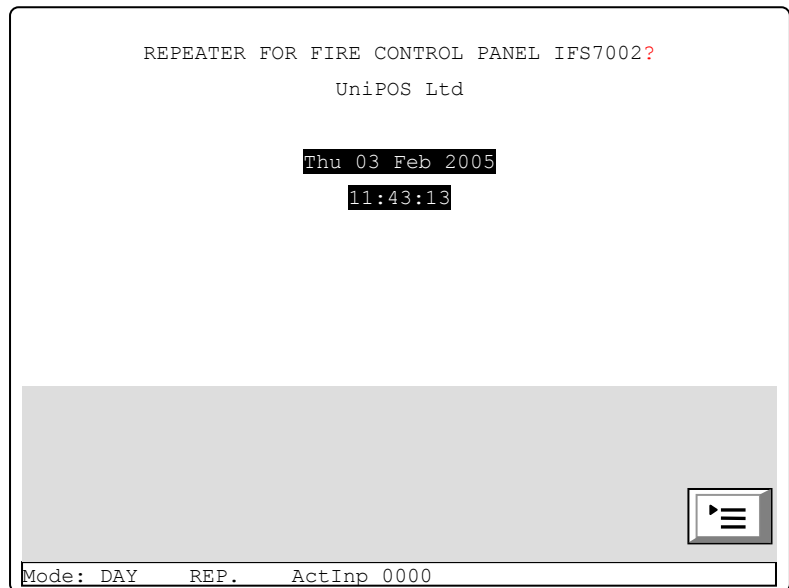 REPEATER FOR FIRE CONTROL PANEL IFS7002?
UniPOS Ltd
Thu 03 Feb 2005
11:43:13
Mode: DAY REP. ActInp 0000